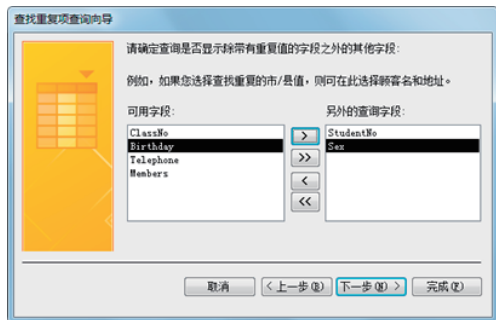 查找重复项查询向导
请确定查询是否显示除带有重复值的字段之外的其他字段:
例如，如果您选择查找重复的市/县值，则可在此选择顾客名和地址。
可用字段:
另外的查询字段:
ClassNo
Birthday
Telephone
Members
>
>>
<
<<
StudentNo
Sex
取消
< 上一步(B)
下一步(N) >
完成(F)